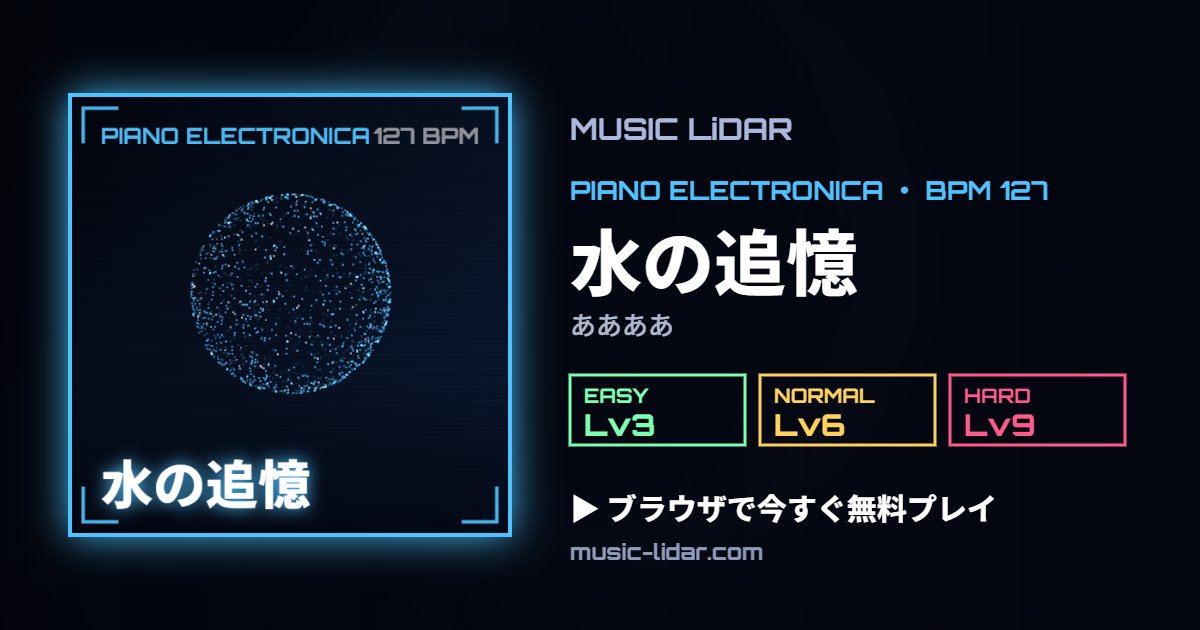 PIANO ELECTRONICA 127 BPM
水の追憶
MUSIC LiDAR
PIANO ELECTRONICA • BPM 127
水の追憶
ああああ
EASY
Lv3
NORMAL
Lv6
HARD
Lv9
▶ ブラウザで今すぐ無料プレイ
music-lidar.com